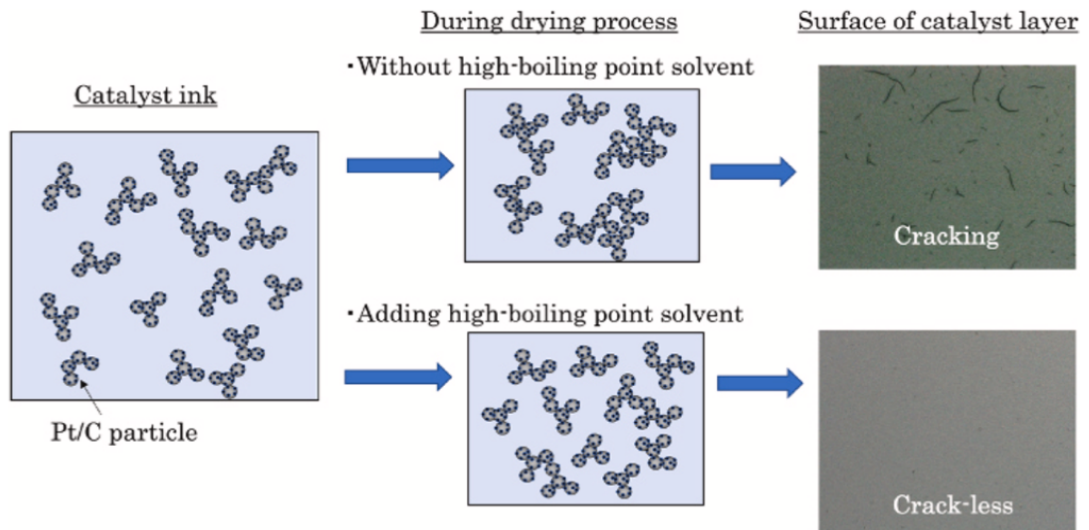 Catalyst ink
Pt/C particle
During drying process
・Without high-boiling point solvent
・Adding high-boiling point solvent
Surface of catalyst layer
Cracking
Crack-less